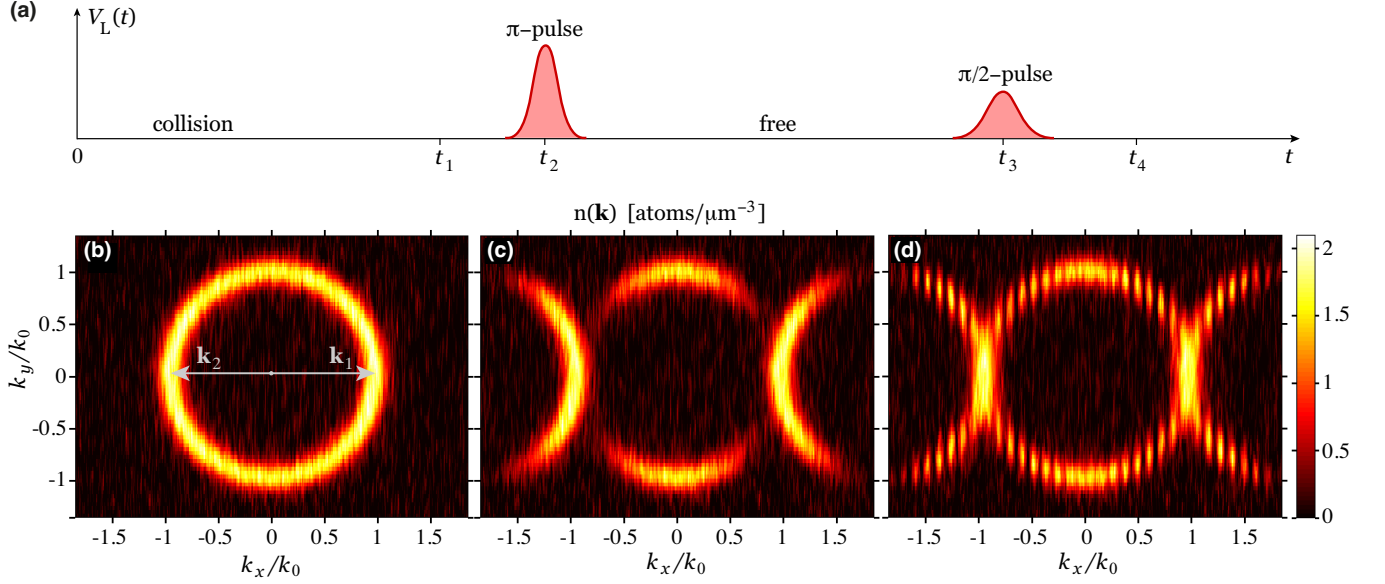 (a)
V_L(t)
π–pulse
π/2–pulse
collision
free
0
t_1
t_2
t_3
t_4
t
n(𝐤) [atoms/μm⁻³]
(b)
(c)
(d)
𝐤_2
𝐤_1
k_y/k_0
1
0.5
0
-0.5
-1
-1.5 -1 -0.5 0 0.5 1 1.5
-1.5 -1 -0.5 0 0.5 1 1.5
-1.5 -1 -0.5 0 0.5 1 1.5
k_x/k_0
k_x/k_0
k_x/k_0
2
1.5
1
0.5
0